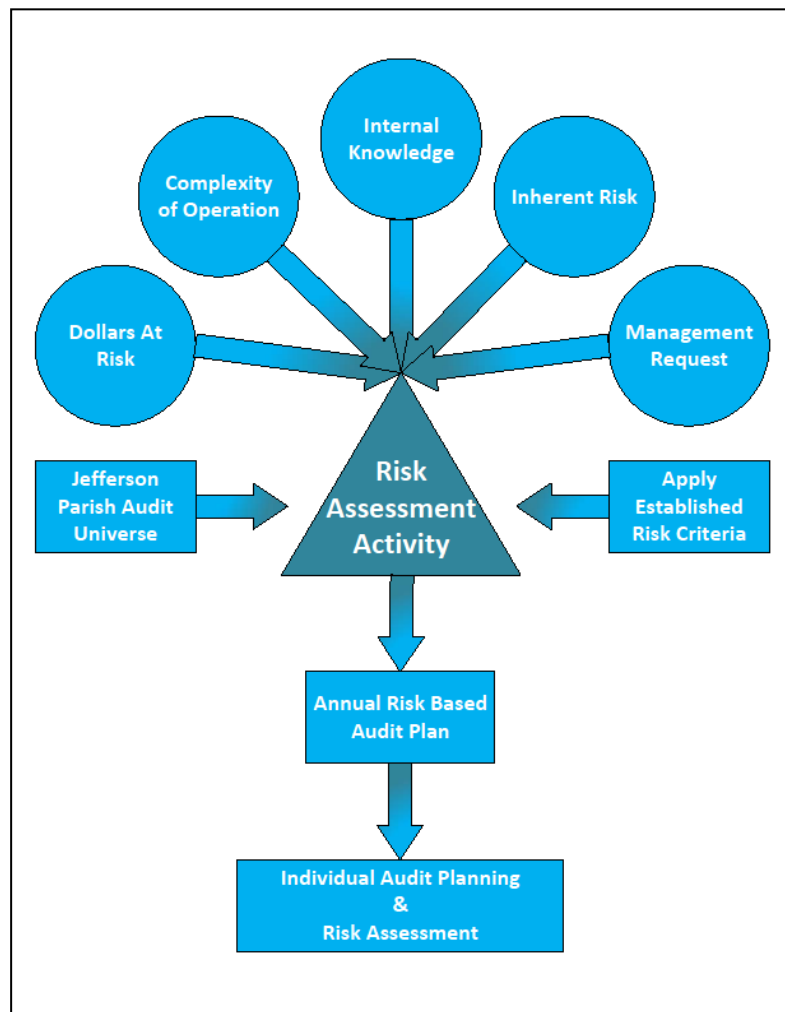 Internal
Knowledge
Complexity
of Operation
Inherent Risk
Dollars At
Risk
Management
Request
Jefferson
Parish Audit
Universe
Risk
Assessment
Activity
Apply
Established
Risk Criteria
Annual Risk Based
Audit Plan
Individual Audit Planning
&
Risk Assessment